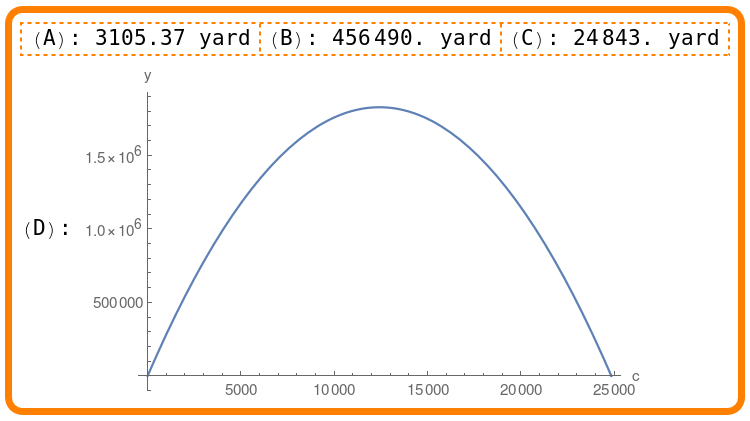 (A): 3105.37 yard (B): 456490. yard (C): 24843. yard
y
1.5×10^6
(D): 1.0×10^6
500000
c
5000 10000 15000 20000 25000